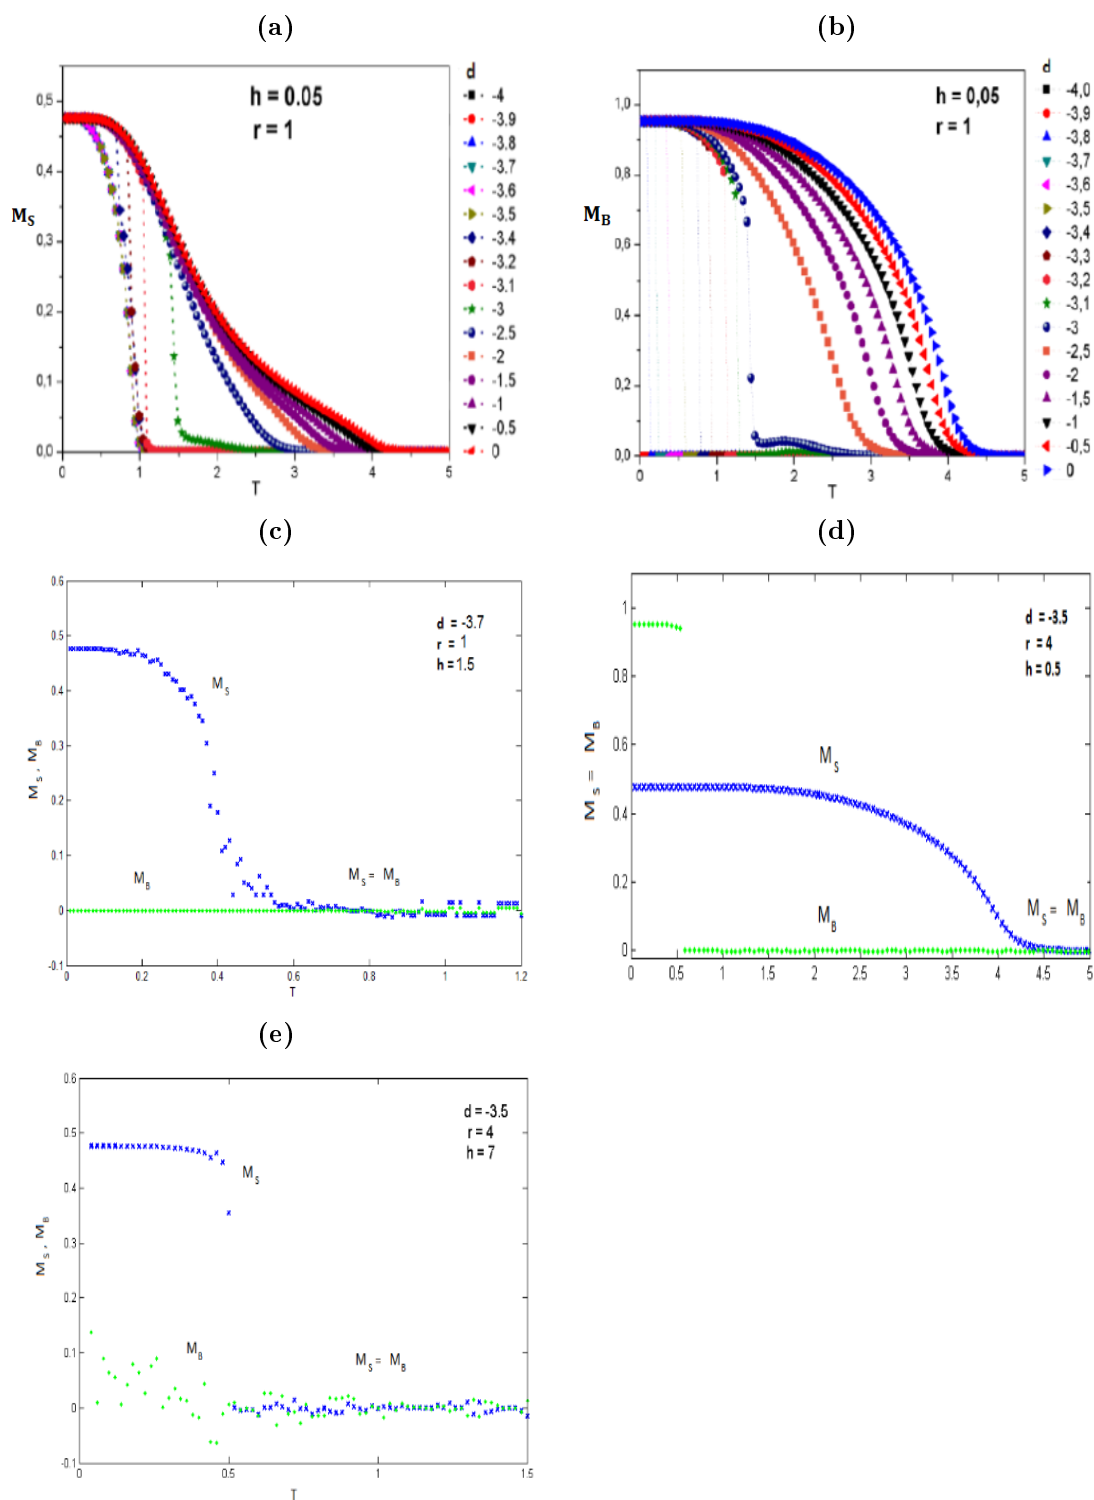 (a)
d
h = 0.05
r = 1
M_S
0,5
0,4
0,3
0,2
0,1
0,0
0 1 2 3 4 5
T
-4
-3.9
-3.8
-3.7
-3.6
-3.5
-3.4
-3.2
-3.1
-3
-2.5
-2
-1.5
-1
-0.5
0
(b)
d
h = 0,05
r = 1
M_B
1,0
0,8
0,6
0,4
0,2
0,0
0 1 2 3 4 5
T
-4,0
-3,9
-3,8
-3,7
-3,6
-3,5
-3,4
-3,3
-3,2
-3,1
-3
-2,5
-2
-1,5
-1
-0,5
0
(c)
d = -3.7
r = 1
h = 1.5
M_S
M_B
M_S = M_B
M_S , M_B
0.6
0.5
0.4
0.3
0.2
0.1
0
-0.1
0 0.2 0.4 0.6 0.8 1 1.2
T
(d)
d = -3.5
r = 4
h = 0.5
M_S
M_B
M_S = M_B
M_S = M_B
1
0.8
0.6
0.4
0.2
0
0 0.5 1 1.5 2 2.5 3 3.5 4 4.5 5
(e)
d = -3.5
r = 4
h = 7
M_S
M_B
M_S = M_B
M_S , M_B
0.6
0.5
0.4
0.3
0.2
0.1
0
-0.1
0 0.5 1 1.5
T